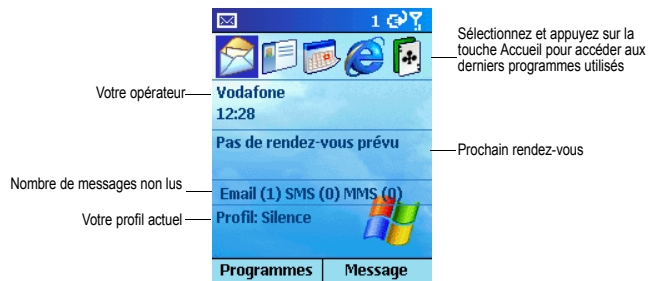 1
Sélectionnez et appuyez sur la
touche Accueil pour accéder aux
derniers programmes utilisés
Votre opérateur
Vodafone
12:28
Pas de rendez-vous prévu
Prochain rendez-vous
Nombre de messages non lus
Email (1) SMS (0) MMS (0)
Votre profil actuel
Profil: Silence
Programmes
Message